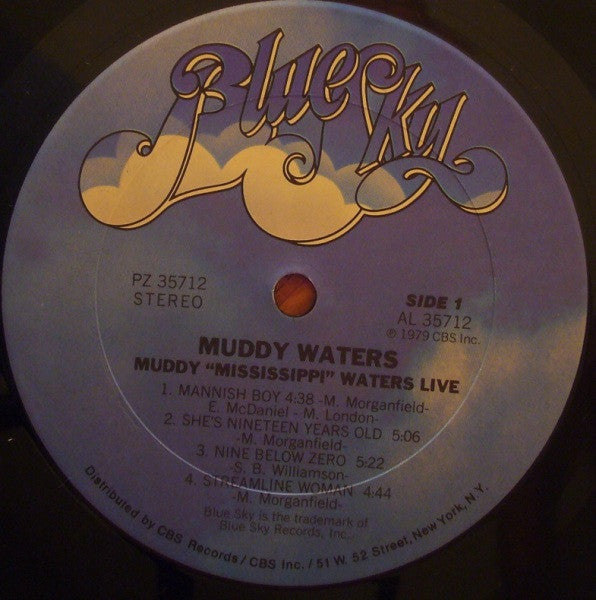 Blue Sky
PZ 35712
STEREO
SIDE 1
AL 35712
℗ 1979 CBS Inc.
MUDDY WATERS
MUDDY "MISSISSIPPI" WATERS LIVE
1. MANNISH BOY 4:38 -M. Morganfield-
E. McDaniel - M. London-
2. SHE'S NINETEEN YEARS OLD 5:06
-M. Morganfield-
3. NINE BELOW ZERO 5:22
-S. B. Williamson-
4. STREAMLINE WOMAN 4:44
-M. Morganfield-
Blue Sky is the trademark of
Blue Sky Records, Inc.
Distributed by CBS Records / CBS Inc. / 51 W. 52 Street, New York, N.Y.